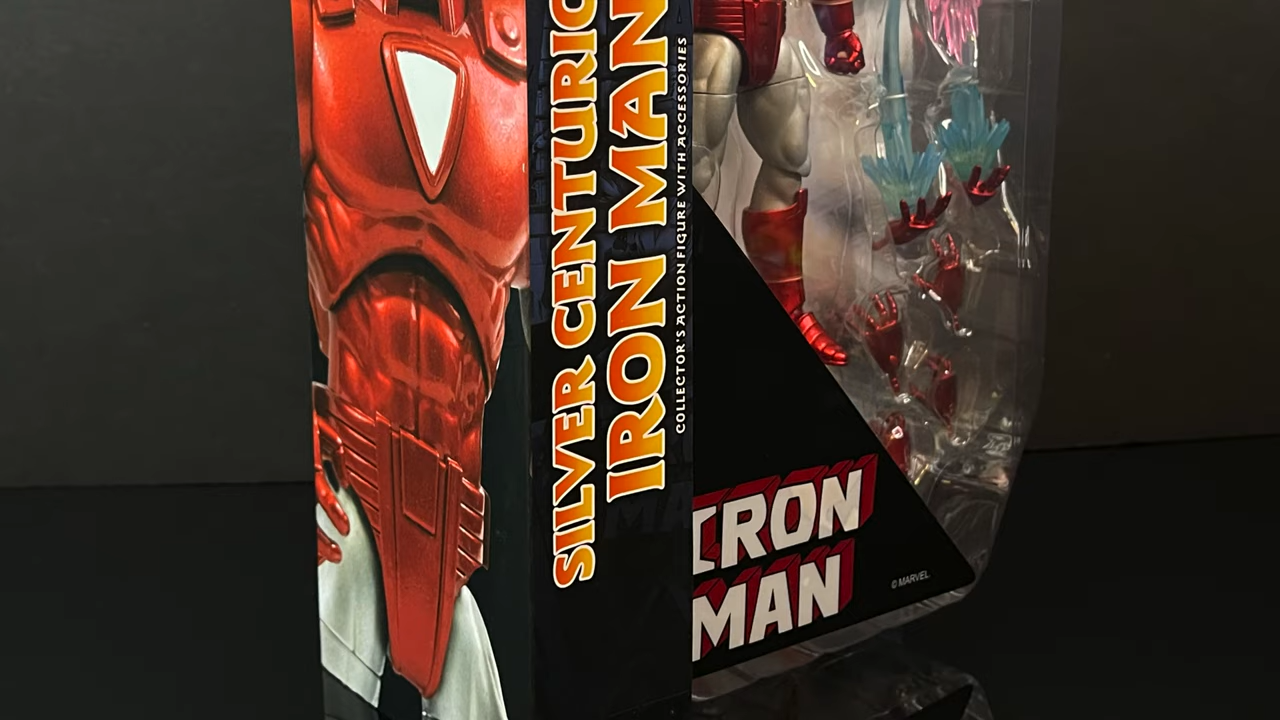 SILVER CENTURIO
IRON MAN
COLLECTOR'S ACTION FIGURE WITH ACCESSORIES
IRON
MAN
© MARVEL